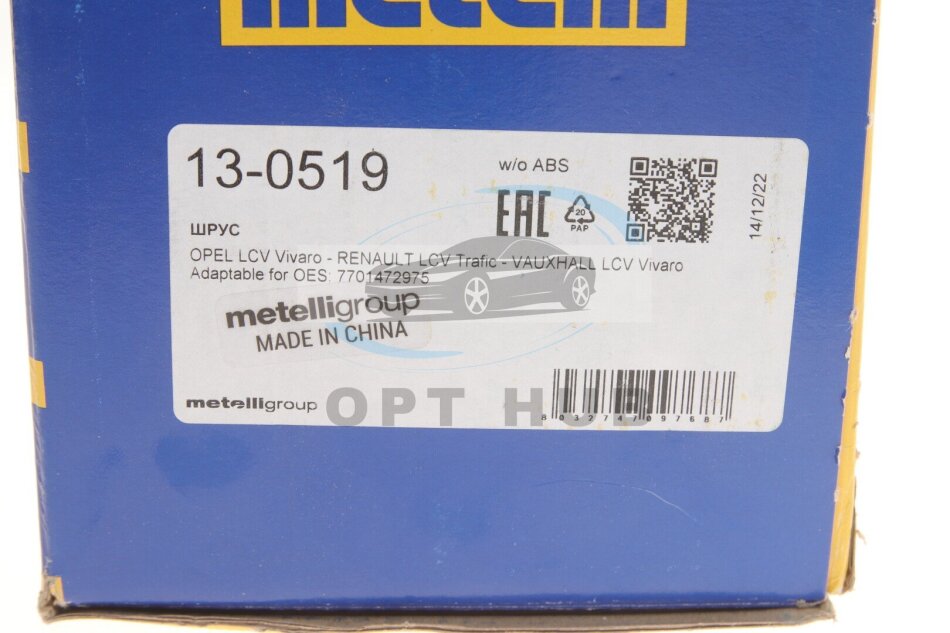 metelli
13-0519
w/o ABS
EAC
20
PAP
14/12/22
ШРУС
OPEL LCV Vivaro - RENAULT LCV Trafic - VAUXHALL LCV Vivaro
Adaptable for OES: 7701472975
metelligroup
MADE IN CHINA
metelligroup
OPT HUB
8032747097687